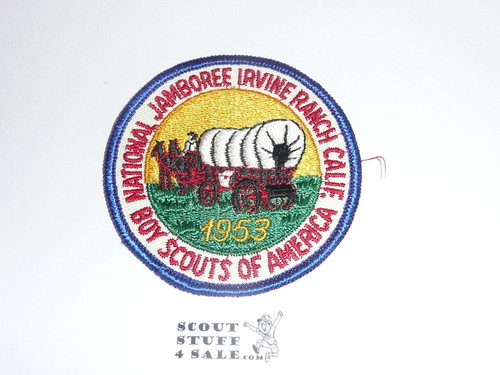 NATIONAL JAMBOREE IRVINE RANCH CALIF.
1953
BOY SCOUTS OF AMERICA
SCOUT
STUFF
4 SALE.COM